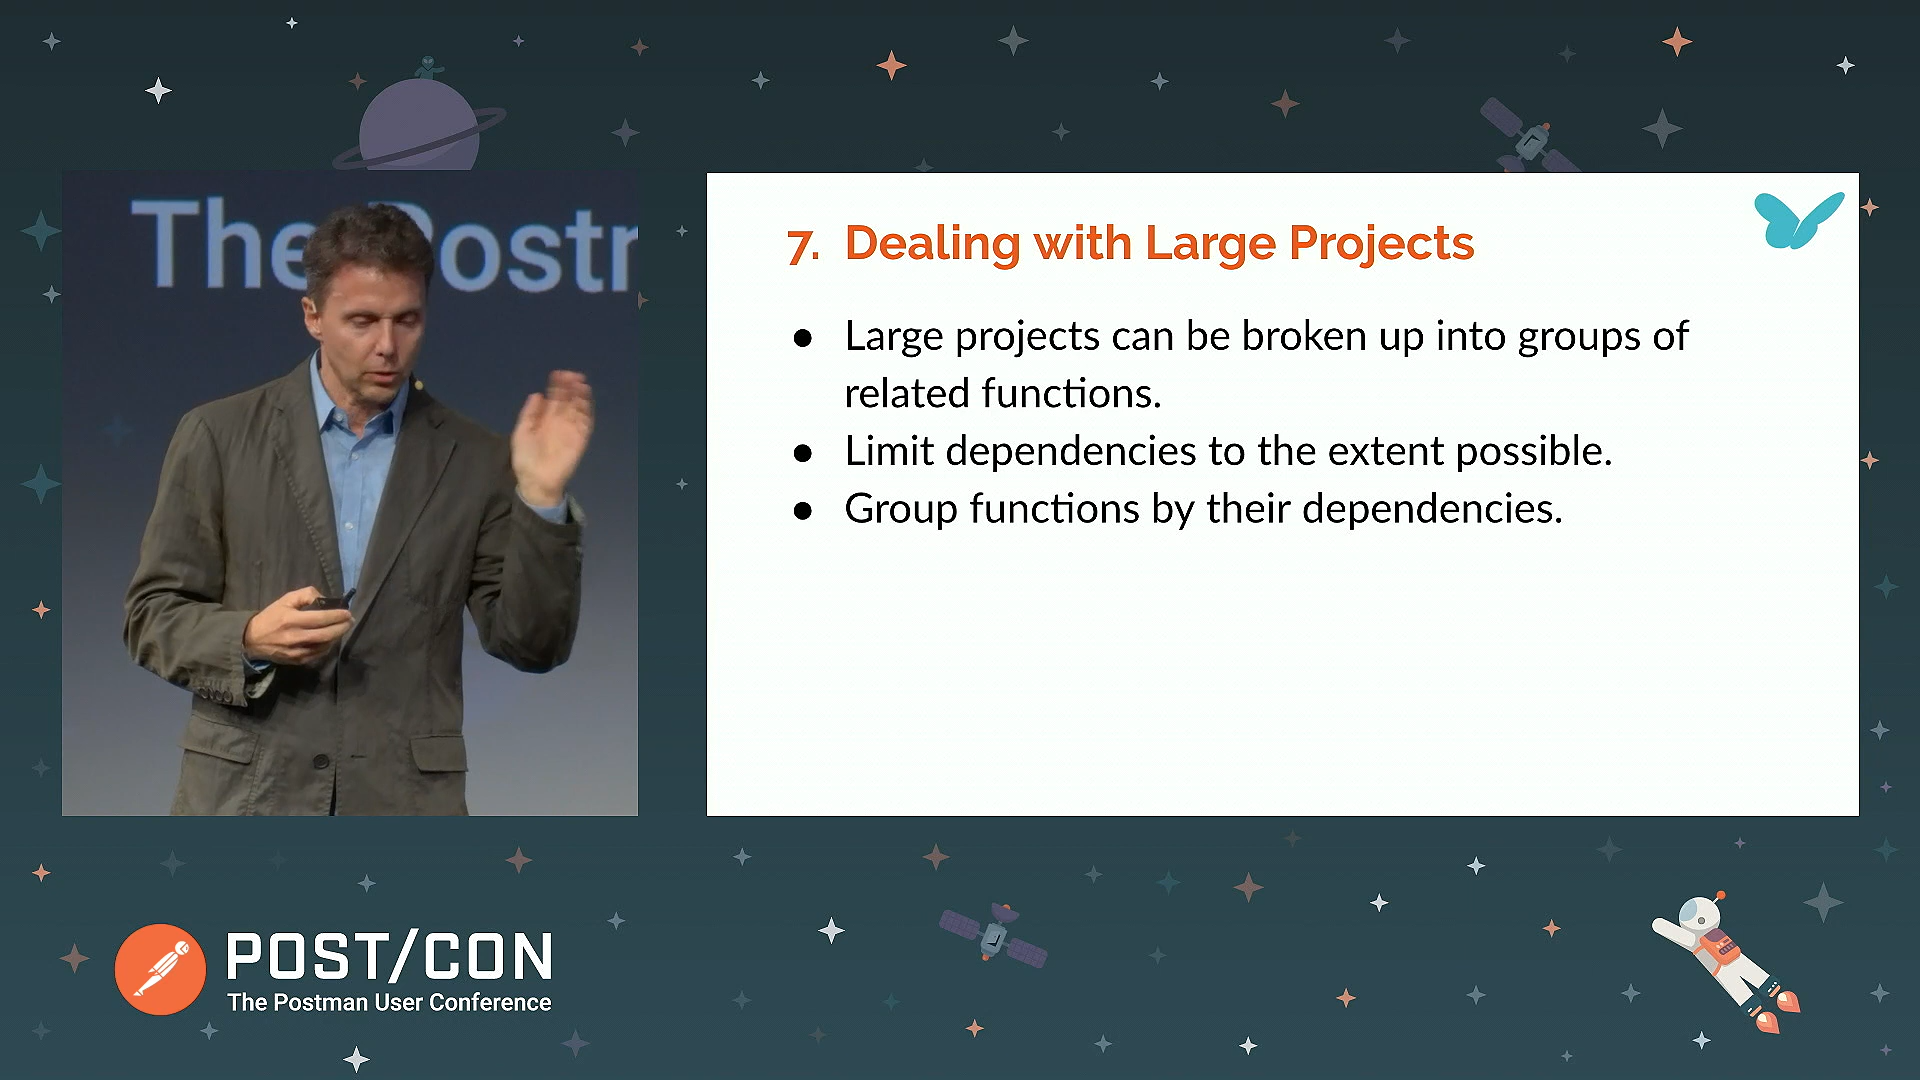 The Postr
7. Dealing with Large Projects
● Large projects can be broken up into groups of
related functions.
● Limit dependencies to the extent possible.
● Group functions by their dependencies.
POST/CON
The Postman User Conference